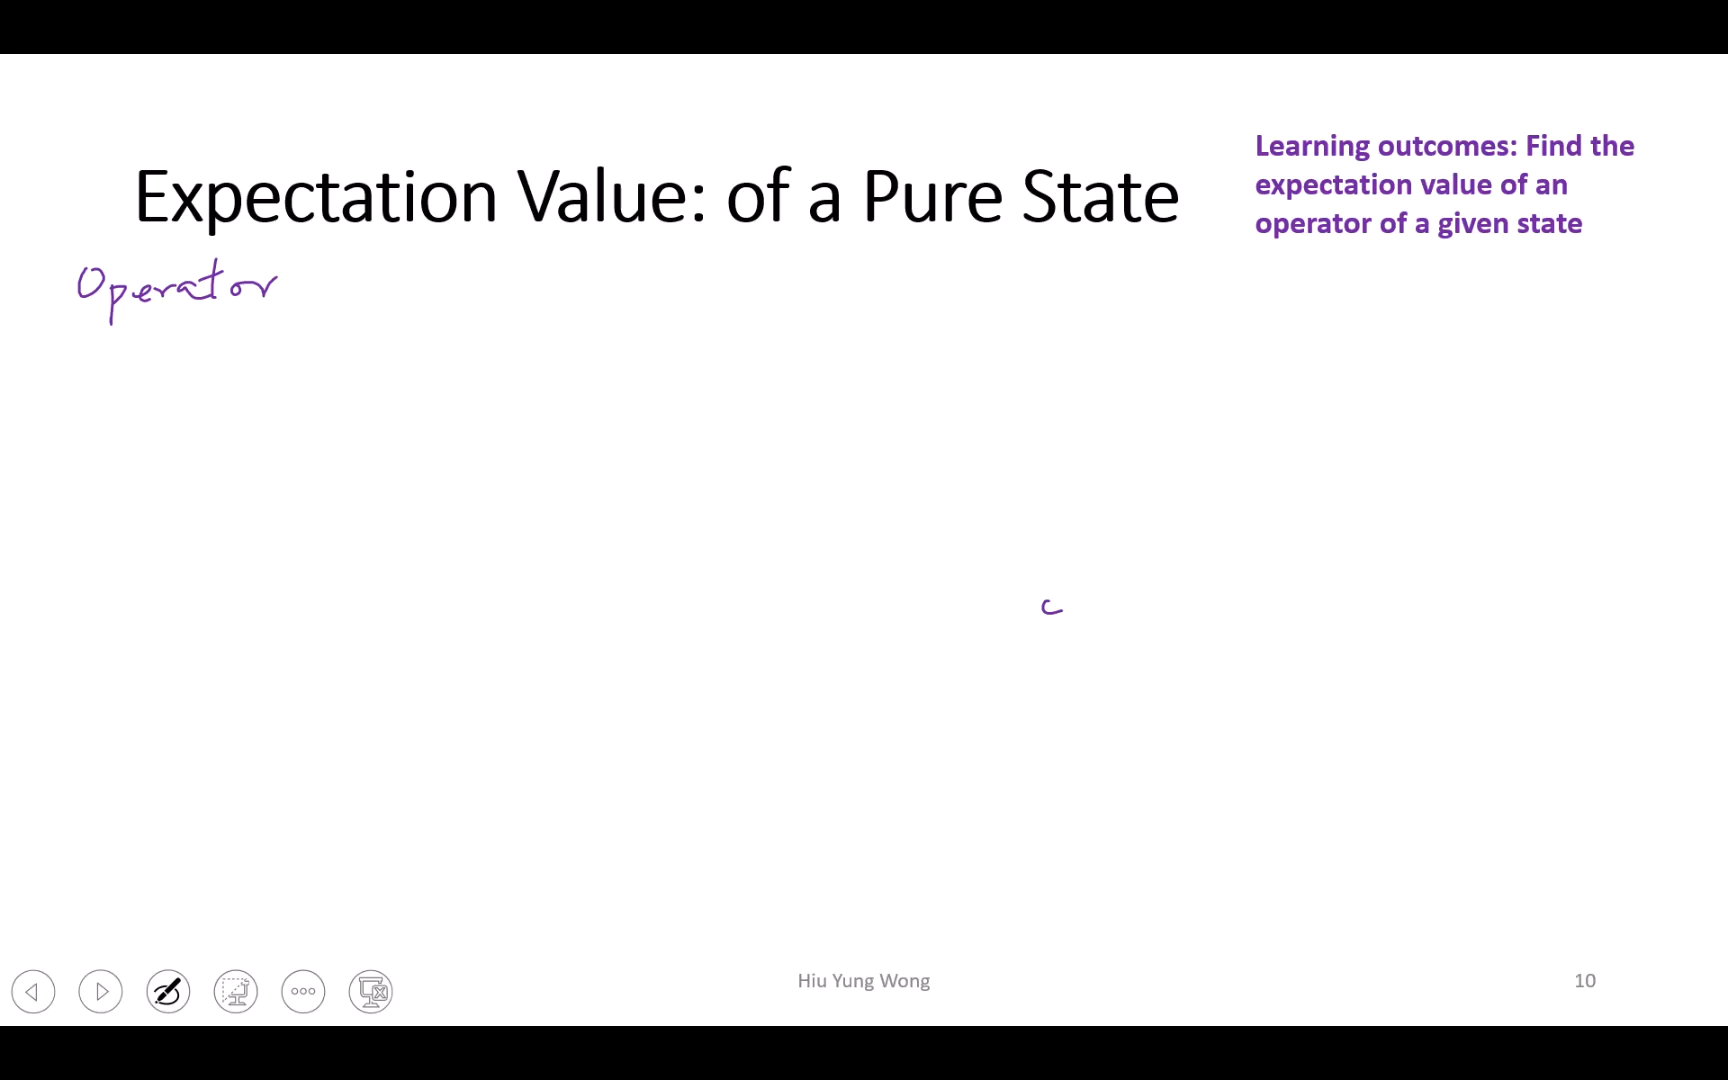 Expectation Value: of a Pure State
Learning outcomes: Find the
expectation value of an
operator of a given state
Operator
c
Hiu Yung Wong
10